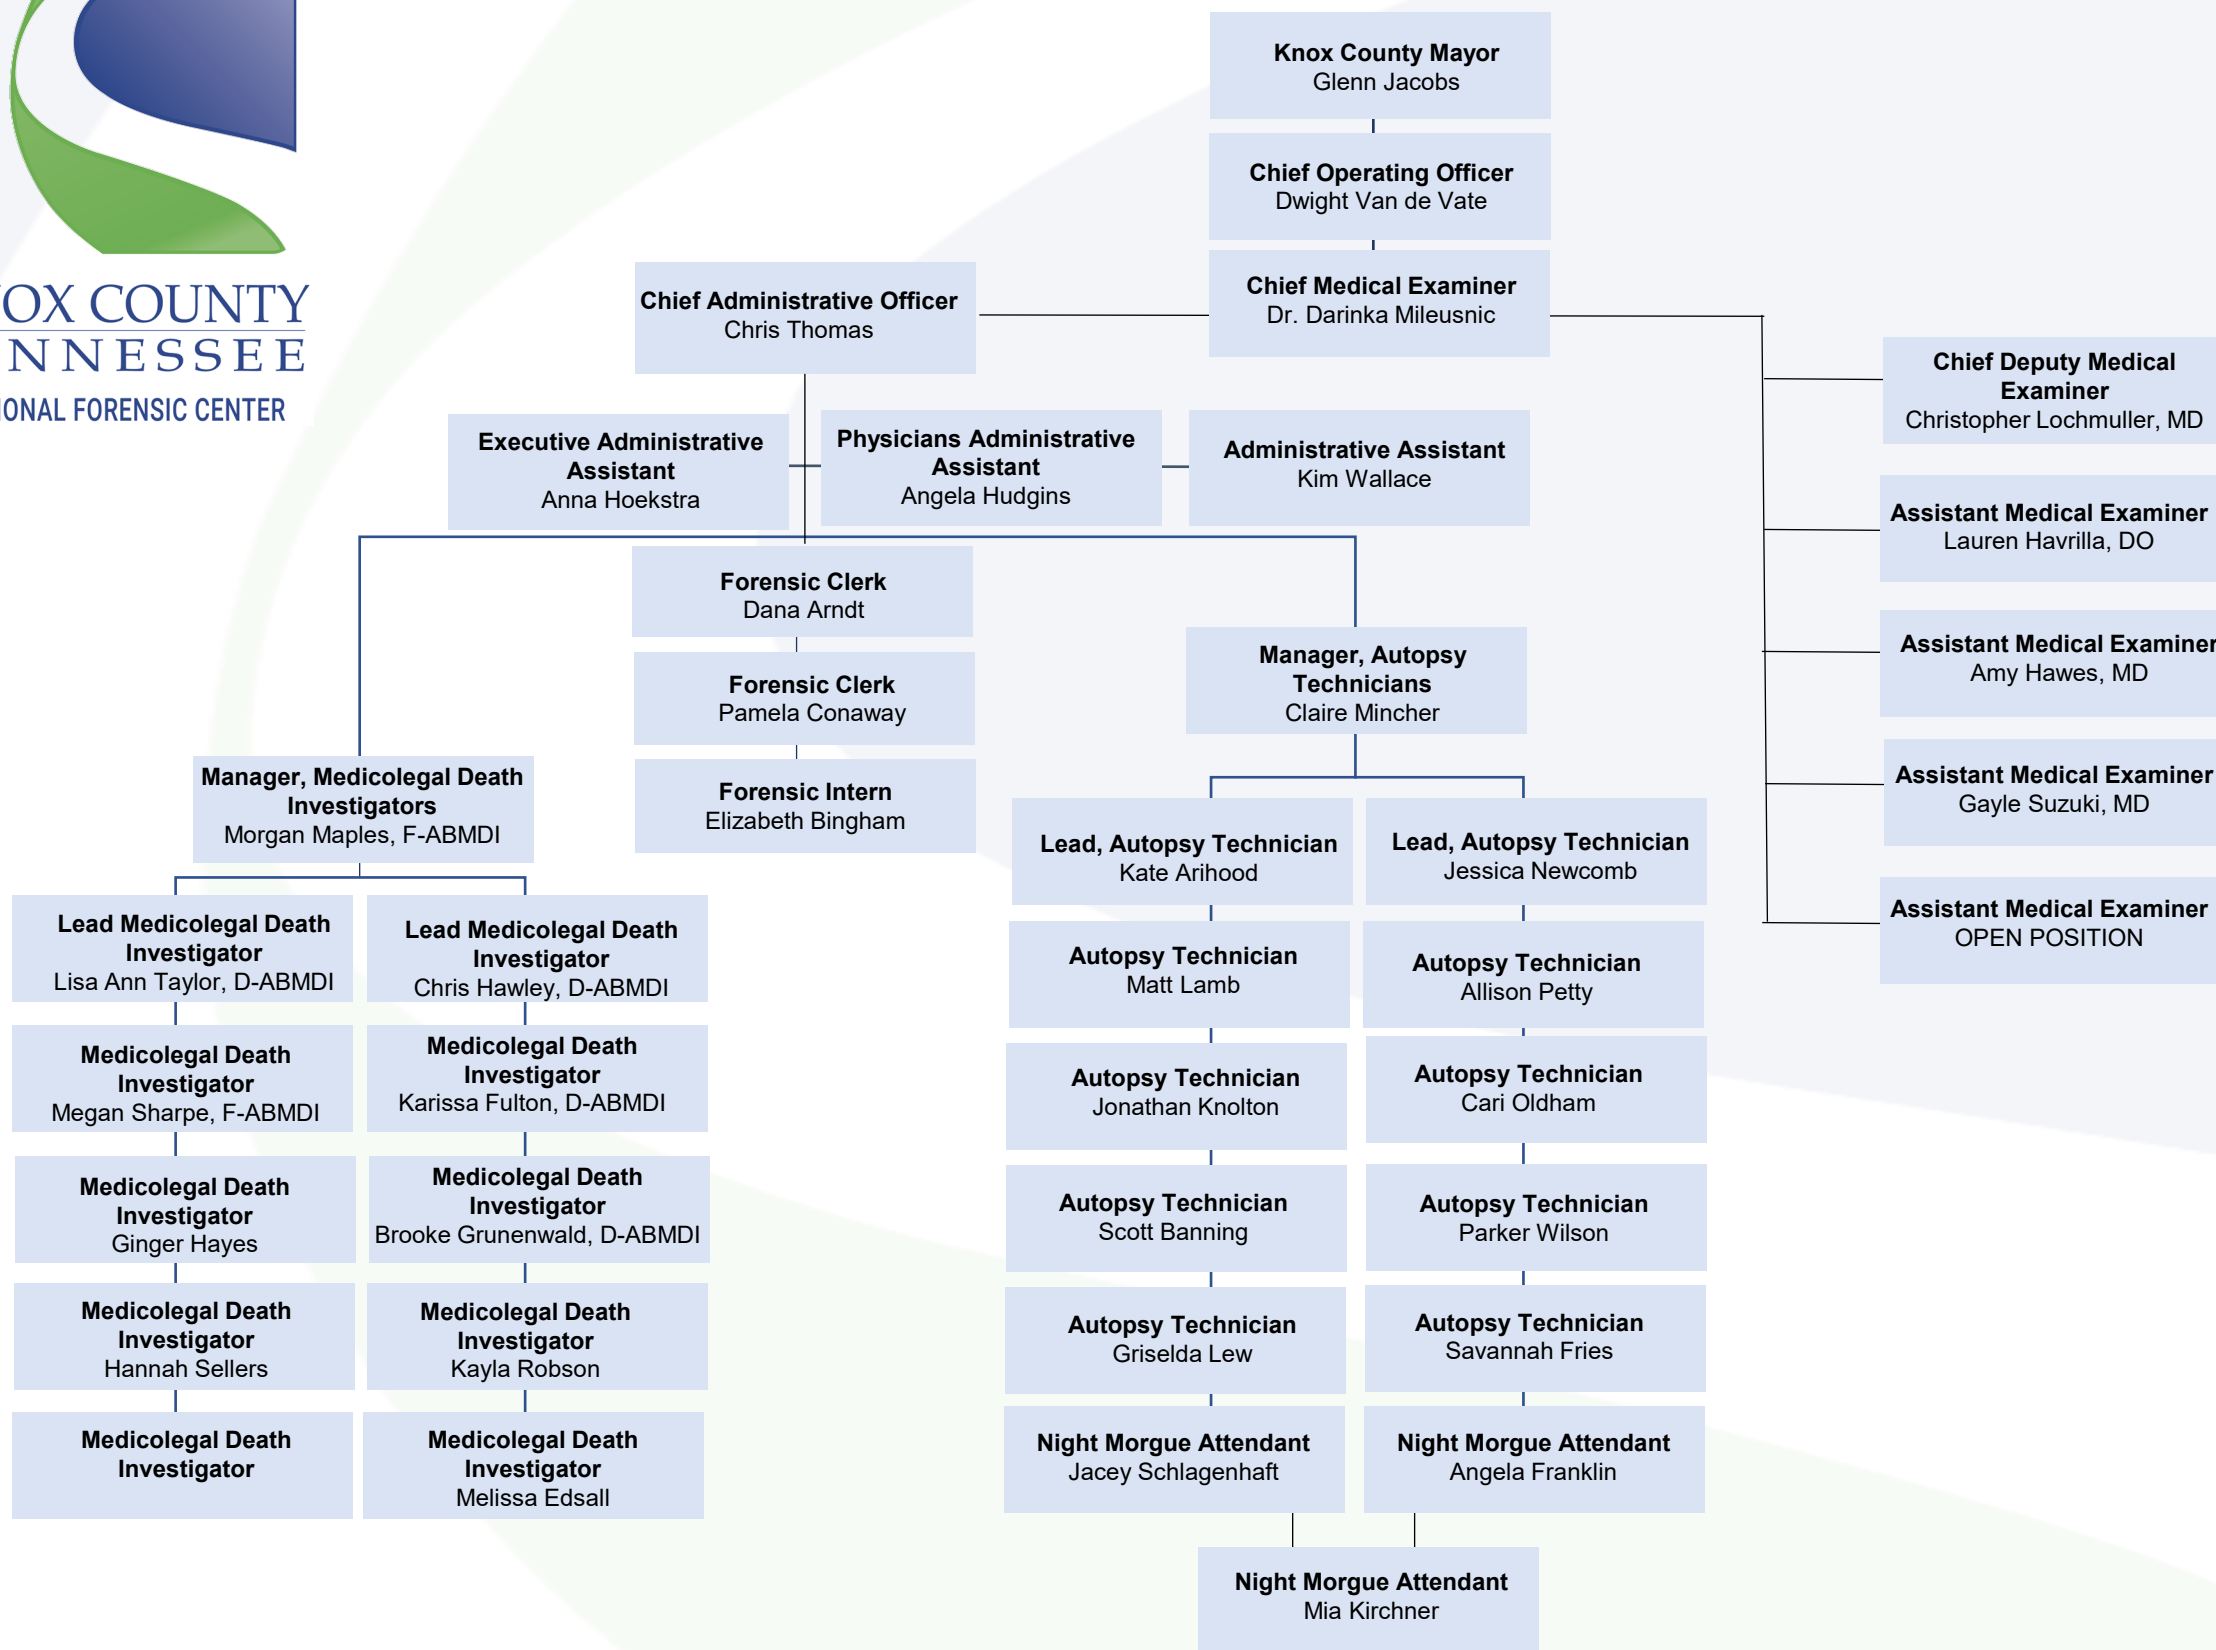 OX COUNTY
NNESSEE
IONAL FORENSIC CENTER
Knox County Mayor
Glenn Jacobs
Chief Operating Officer
Dwight Van de Vate
Chief Administrative Officer
Chris Thomas
Chief Medical Examiner
Dr. Darinka Mileusnic
Chief Deputy Medical
Examiner
Christopher Lochmuller, MD
Assistant Medical Examiner
Lauren Havrilla, DO
Assistant Medical Examiner
Amy Hawes, MD
Assistant Medical Examiner
Gayle Suzuki, MD
Assistant Medical Examiner
OPEN POSITION
Executive Administrative
Assistant
Anna Hoekstra
Physicians Administrative
Assistant
Angela Hudgins
Administrative Assistant
Kim Wallace
Forensic Clerk
Dana Arndt
Forensic Clerk
Pamela Conaway
Forensic Intern
Elizabeth Bingham
Manager, Medicolegal Death
Investigators
Morgan Maples, F-ABMDI
Lead Medicolegal Death
Investigator
Lisa Ann Taylor, D-ABMDI
Medicolegal Death
Investigator
Megan Sharpe, F-ABMDI
Medicolegal Death
Investigator
Ginger Hayes
Medicolegal Death
Investigator
Hannah Sellers
Medicolegal Death
Investigator
Lead Medicolegal Death
Investigator
Chris Hawley, D-ABMDI
Medicolegal Death
Investigator
Karissa Fulton, D-ABMDI
Medicolegal Death
Investigator
Brooke Grunenwald, D-ABMDI
Medicolegal Death
Investigator
Kayla Robson
Medicolegal Death
Investigator
Melissa Edsall
Manager, Autopsy
Technicians
Claire Mincher
Lead, Autopsy Technician
Kate Arihood
Autopsy Technician
Matt Lamb
Autopsy Technician
Jonathan Knolton
Autopsy Technician
Scott Banning
Autopsy Technician
Griselda Lew
Night Morgue Attendant
Jacey Schlagenhaft
Lead, Autopsy Technician
Jessica Newcomb
Autopsy Technician
Allison Petty
Autopsy Technician
Cari Oldham
Autopsy Technician
Parker Wilson
Autopsy Technician
Savannah Fries
Night Morgue Attendant
Angela Franklin
Night Morgue Attendant
Mia Kirchner